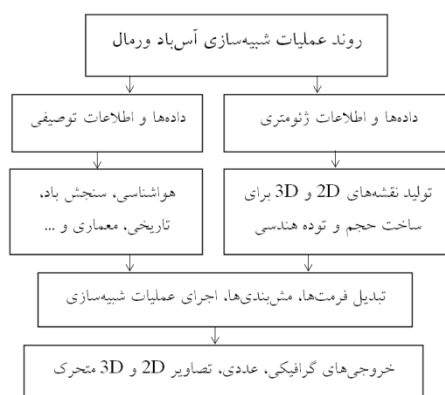 روند عملیات شبیه‌سازی آس‌باد ورمال
داده‌ها و اطلاعات ژئومتری
داده‌ها و اطلاعات توصیفی
تولید نقشه‌های 2D و 3D برای
ساخت حجم و توده هندسی
هواشناسی، سنجش باد،
تاریخی، معماری و ...
تبدیل فرمت‌ها، مش‌بندی‌ها، اجرای عملیات شبیه‌سازی
خروجی‌های گرافیکی، عددی، تصاویر 2D و 3D متحرک